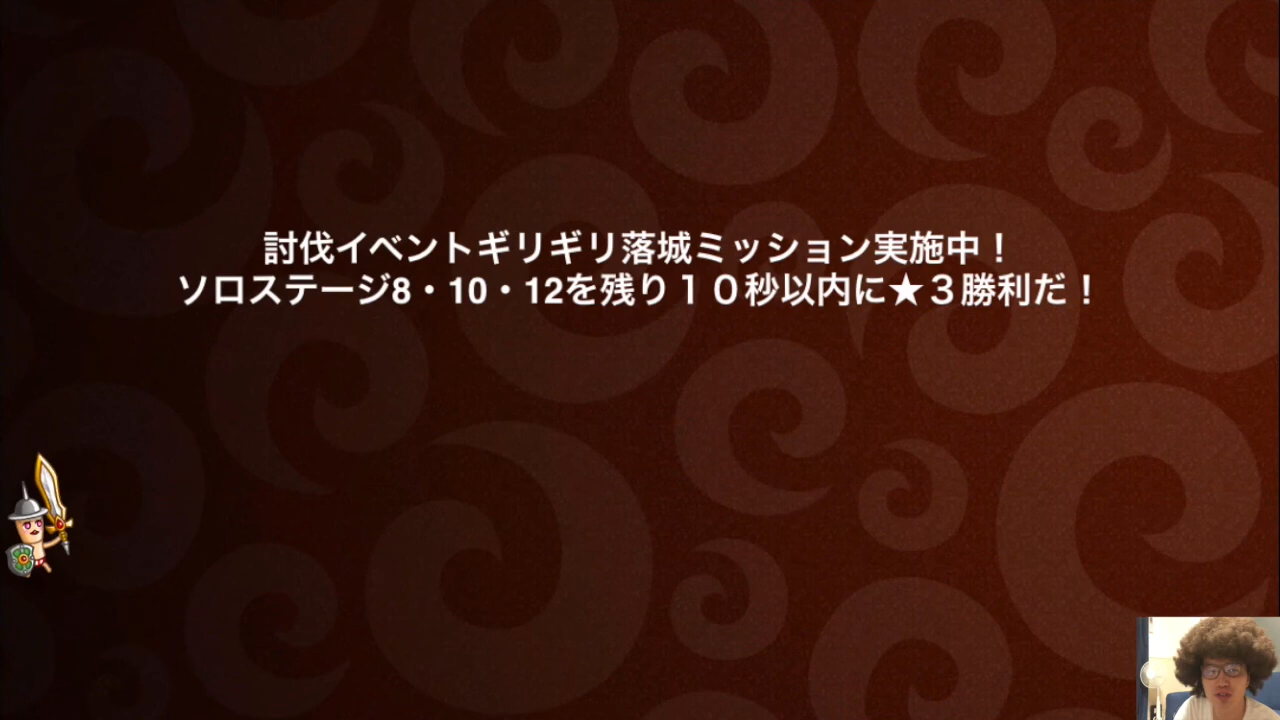 討伐イベントギリギリ落城ミッション実施中！
ソロステージ8・10・12を残り１０秒以内に★３勝利だ！